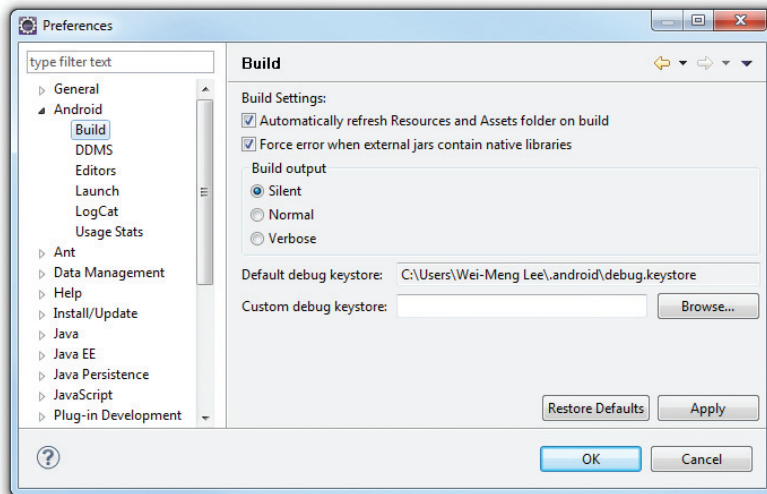 Preferences
type filter text
General
Android
Build
DDMS
Editors
Launch
LogCat
Usage Stats
Ant
Data Management
Help
Install/Update
Java
Java EE
Java Persistence
JavaScript
Plug-in Development
Build
Build Settings:
Automatically refresh Resources and Assets folder on build
Force error when external jars contain native libraries
Build output
Silent
Normal
Verbose
Default debug keystore: C:\Users\Wei-Meng Lee\.android\debug.keystore
Custom debug keystore: Browse...
Restore Defaults Apply
? OK Cancel